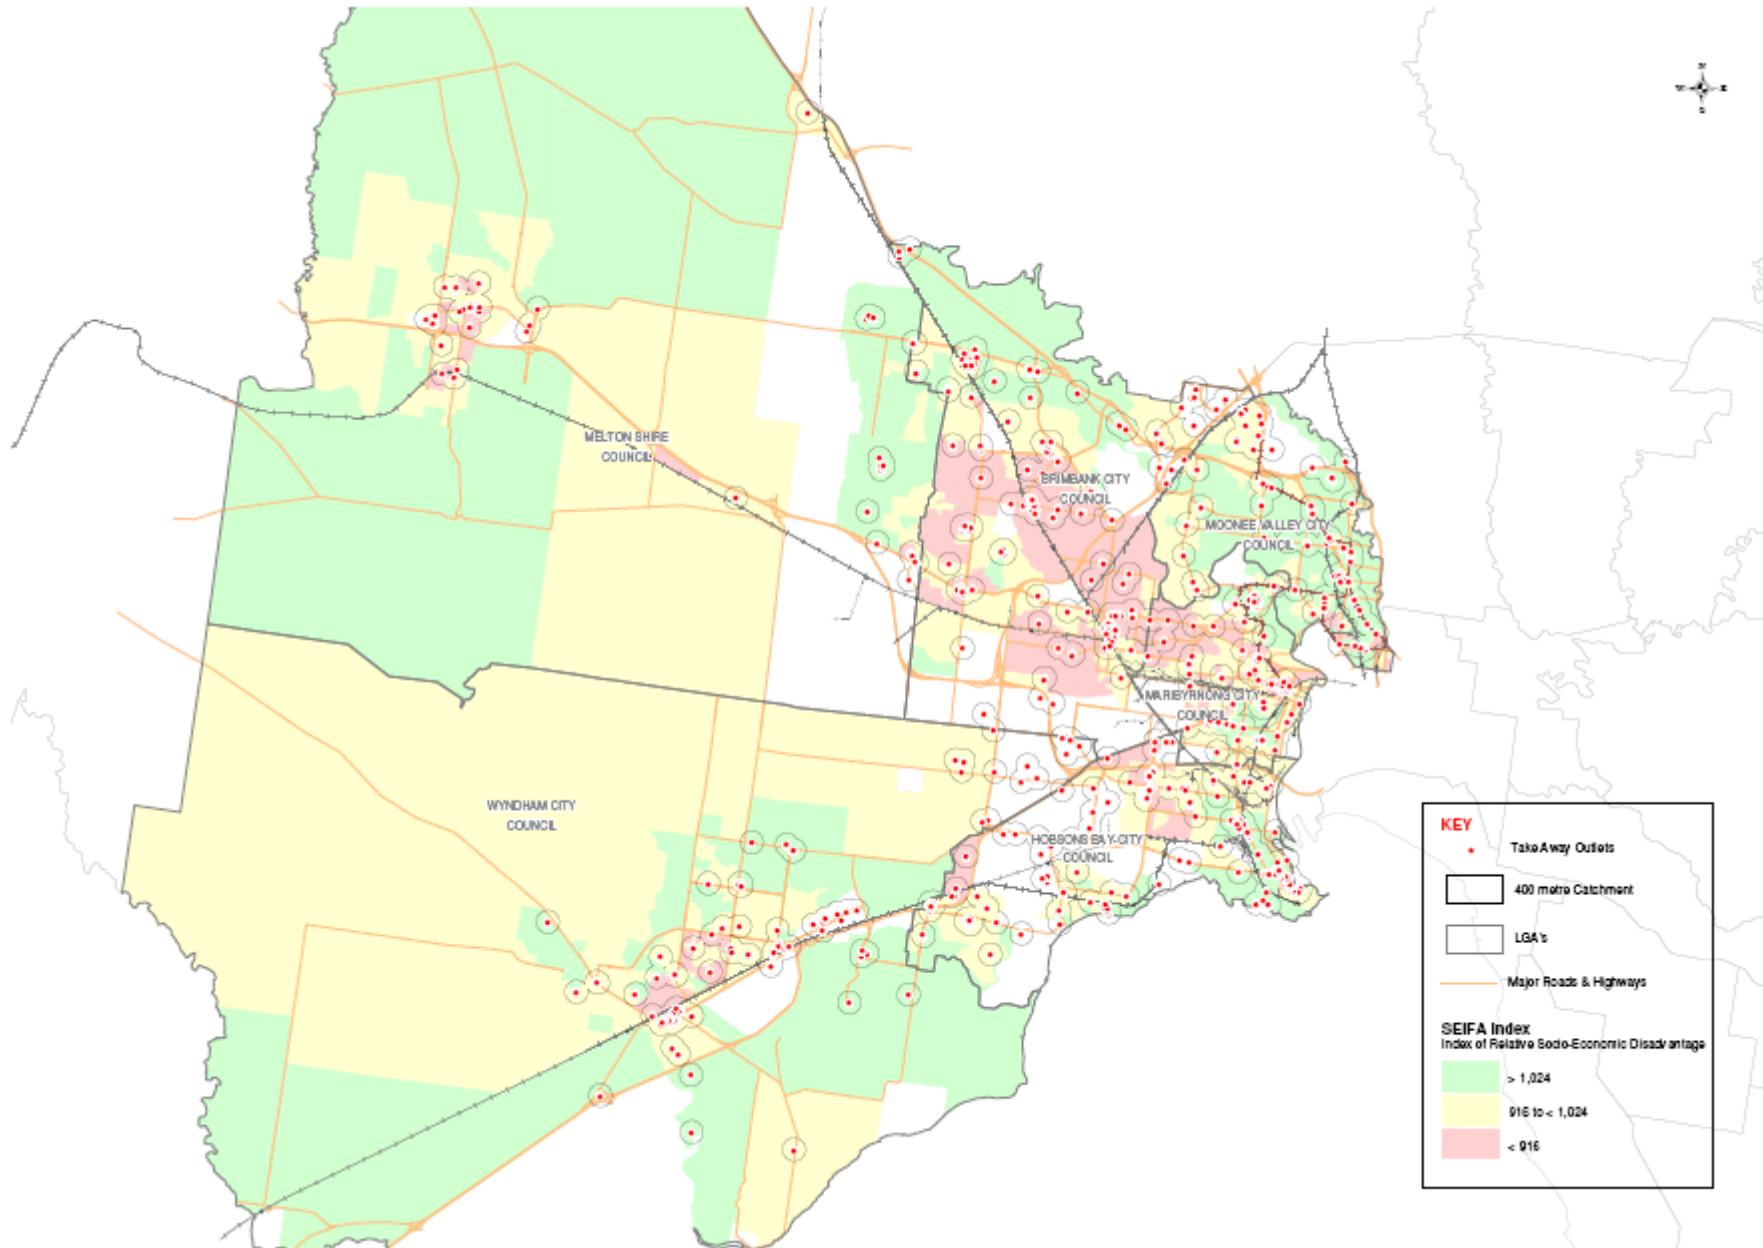 N
W E
S
MELTON SHIRE
COUNCIL
BRIMBANK CITY
COUNCIL
MOONEE VALLEY CITY
COUNCIL
MARIBYRNONG CITY
COUNCIL
WYNDHAM CITY
COUNCIL
HOBSONS BAY CITY
COUNCIL
KEY
TakeAway Outlets
400 metre Catchment
LGA's
Major Roads & Highways
SEIFA Index
Index of Relative Socio-Economic Disadvantage
> 1,024
916 to < 1,024
< 916